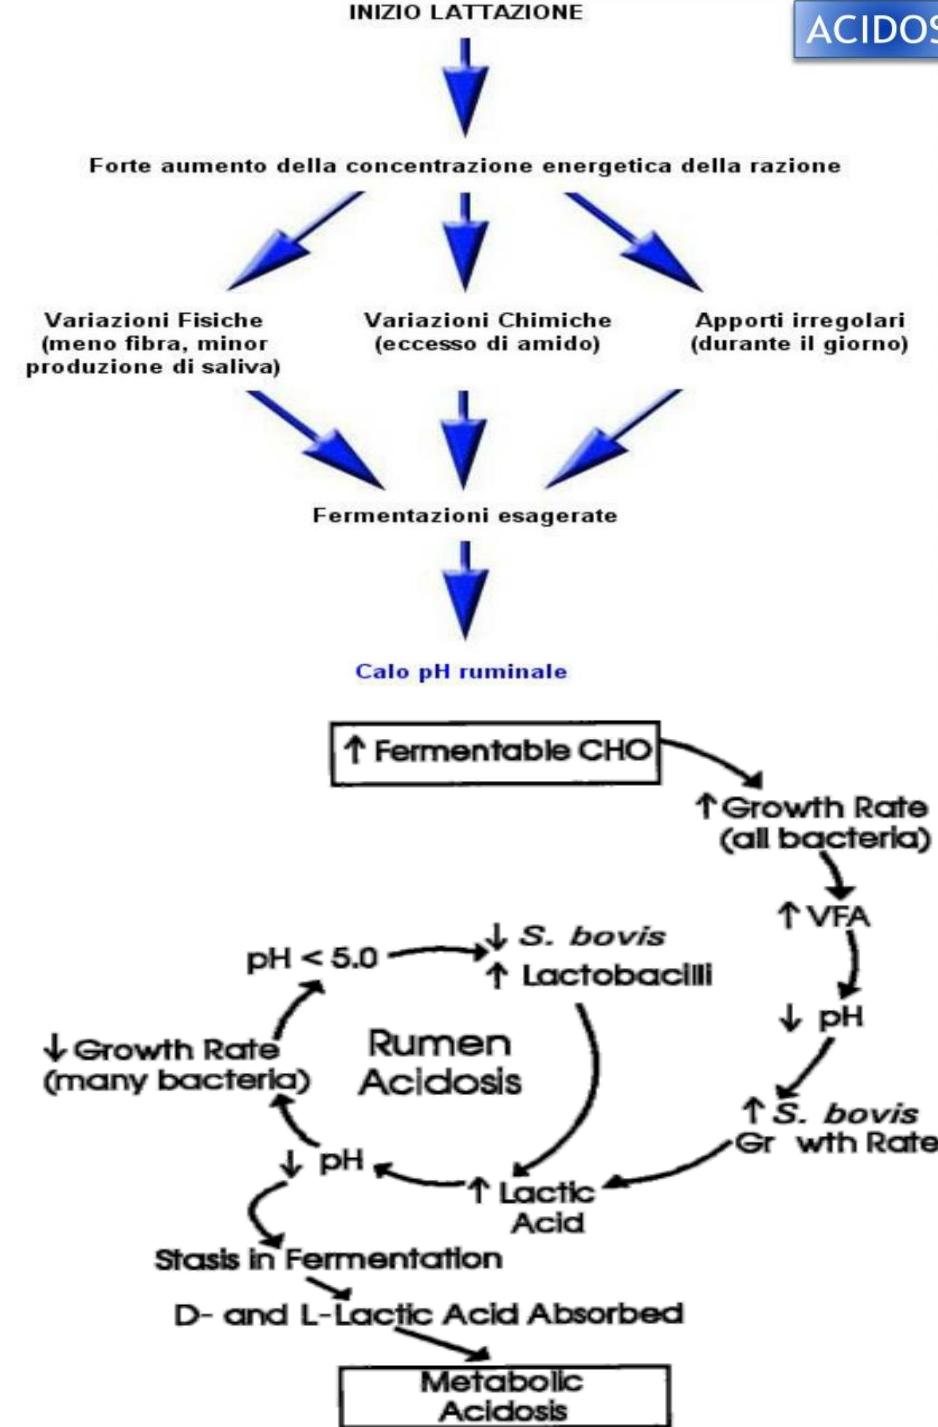 INIZIO LATTAZIONE
ACIDOS
Forte aumento della concentrazione energetica della razione
Variazioni Fisiche
(meno fibra, minor
produzione di saliva)
Variazioni Chimiche
(eccesso di amido)
Apporti irregolari
(durante il giorno)
Fermentazioni esagerate
Calo pH ruminale
↑ Fermentable CHO
↑ Growth Rate
(all bacteria)
↑ VFA
↓ pH
↑ S. bovis
Gr wth Rate
↑ Lactic
Acid
↓ pH
↓ Growth Rate
(many bacteria)
pH < 5.0
↓ S. bovis
↑ Lactobacilli
Rumen
Acidosis
Stasis in Fermentation
D- and L-Lactic Acid Absorbed
Metabolic
Acidosis